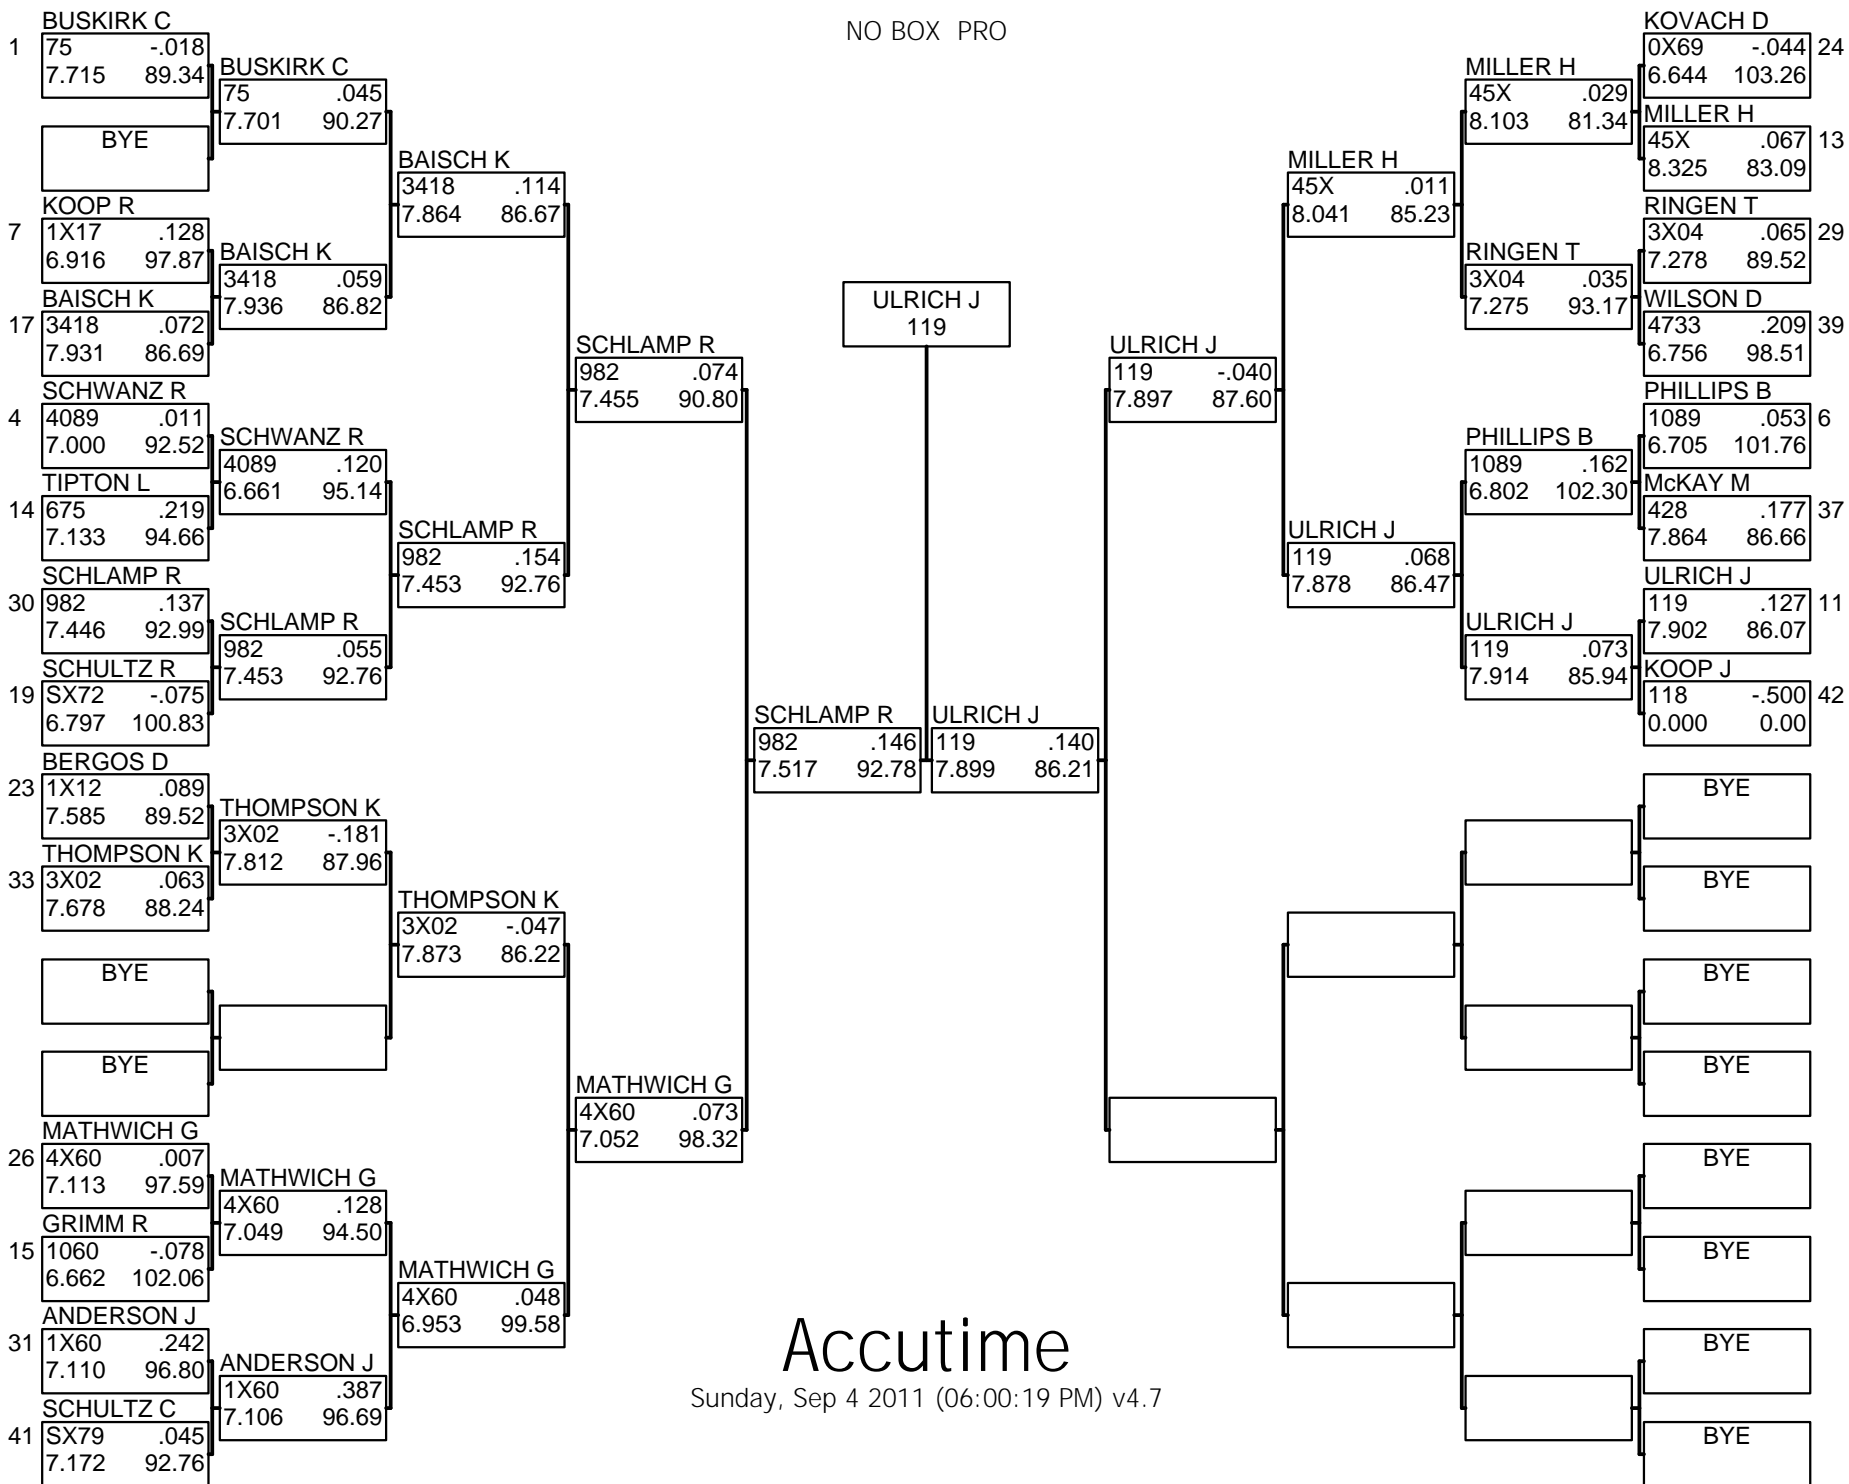 NO BOX PRO
BUSKIRK C
1 75 -.018
7.715 89.34
BYE
KOOP R
7 1X17 .128
6.916 97.87
BAISCH K
17 3418 .072
7.931 86.69
SCHWANZ R
4 4089 .011
7.000 92.52
TIPTON L
14 675 .219
7.133 94.66
SCHLAMP R
30 982 .137
7.446 92.99
SCHULTZ R
19 SX72 -.075
6.797 100.83
BERGOS D
23 1X12 .089
7.585 89.52
THOMPSON K
33 3X02 .063
7.678 88.24
BYE
BYE
MATHWICH G
26 4X60 .007
7.113 97.59
GRIMM R
15 1060 -.078
6.662 102.06
ANDERSON J
31 1X60 .242
7.110 96.80
SCHULTZ C
41 SX79 .045
7.172 92.76
BUSKIRK C
75 .045
7.701 90.27
BAISCH K
3418 .059
7.936 86.82
SCHWANZ R
4089 .120
6.661 95.14
SCHLAMP R
982 .055
7.453 92.76
THOMPSON K
3X02 -.181
7.812 87.96
MATHWICH G
4X60 .128
7.049 94.50
ANDERSON J
1X60 .387
7.106 96.69
BAISCH K
3418 .114
7.864 86.67
SCHLAMP R
982 .154
7.453 92.76
THOMPSON K
3X02 -.047
7.873 86.22
MATHWICH G
4X60 .048
6.953 99.58
SCHLAMP R
982 .074
7.455 90.80
MATHWICH G
4X60 .073
7.052 98.32
SCHLAMP R
982 .146
7.517 92.78
ULRICH J
119
ULRICH J
119 .140
7.899 86.21
ULRICH J
119 -.040
7.897 87.60
MILLER H
45X .011
8.041 85.23
ULRICH J
119 .068
7.878 86.47
MILLER H
45X .029
8.103 81.34
RINGEN T
3X04 .035
7.275 93.17
PHILLIPS B
1089 .162
6.802 102.30
ULRICH J
119 .073
7.914 85.94
KOVACH D
0X69 -.044 24
6.644 103.26
MILLER H
45X .067 13
8.325 83.09
RINGEN T
3X04 .065 29
7.278 89.52
WILSON D
4733 .209 39
6.756 98.51
PHILLIPS B
1089 .053 6
6.705 101.76
McKAY M
428 .177 37
7.864 86.66
ULRICH J
119 .127 11
7.902 86.07
KOOP J
118 -.500 42
0.000 0.00
BYE
BYE
BYE
BYE
BYE
BYE
BYE
BYE
Accutime
Sunday, Sep 4 2011 (06:00:19 PM) v4.7